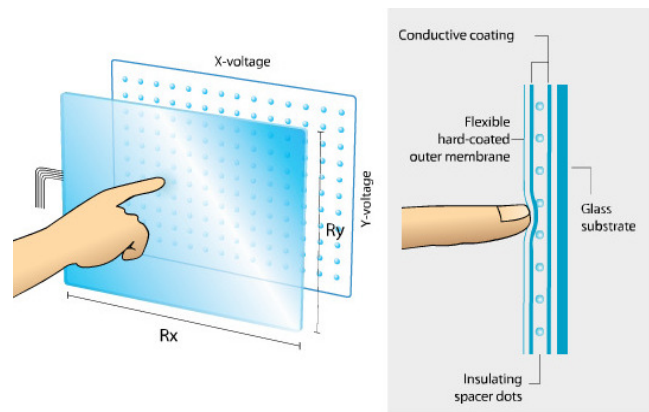 X-voltage
Y-voltage
Ry
Rx
Conductive coating
Flexible
hard-coated
outer membrane
Glass
substrate
Insulating
spacer dots